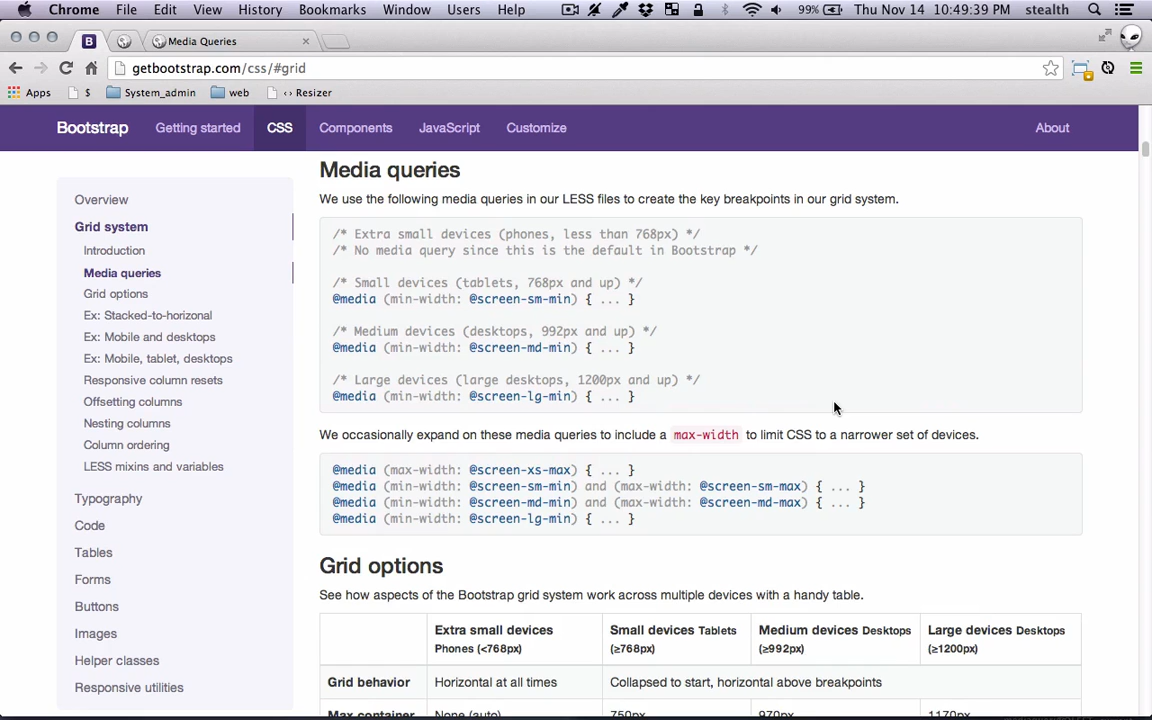 Chrome File Edit View History Bookmarks Window Users Help 99% Thu Nov 14 10:49:39 PM stealth
B Media Queries ×
getbootstrap.com/css/#grid
Apps $ System_admin web ‹› Resizer
Bootstrap Getting started CSS Components JavaScript Customize About
Overview
Grid system
Introduction
Media queries
Grid options
Ex: Stacked-to-horizonal
Ex: Mobile and desktops
Ex: Mobile, tablet, desktops
Responsive column resets
Offsetting columns
Nesting columns
Column ordering
LESS mixins and variables
Typography
Code
Tables
Forms
Buttons
Images
Helper classes
Responsive utilities
Media queries
We use the following media queries in our LESS files to create the key breakpoints in our grid system.
/* Extra small devices (phones, less than 768px) */
/* No media query since this is the default in Bootstrap */
/* Small devices (tablets, 768px and up) */
@media (min-width: @screen-sm-min) { ... }
/* Medium devices (desktops, 992px and up) */
@media (min-width: @screen-md-min) { ... }
/* Large devices (large desktops, 1200px and up) */
@media (min-width: @screen-lg-min) { ... }
We occasionally expand on these media queries to include a max-width to limit CSS to a narrower set of devices.
@media (max-width: @screen-xs-max) { ... }
@media (min-width: @screen-sm-min) and (max-width: @screen-sm-max) { ... }
@media (min-width: @screen-md-min) and (max-width: @screen-md-max) { ... }
@media (min-width: @screen-lg-min) { ... }
Grid options
See how aspects of the Bootstrap grid system work across multiple devices with a handy table.
Extra small devices Small devices Tablets Medium devices Desktops Large devices Desktops
Phones (<768px) (≥768px) (≥992px) (≥1200px)
Grid behavior Horizontal at all times Collapsed to start, horizontal above breakpoints
Max container None (auto) 750px 970px 1170px